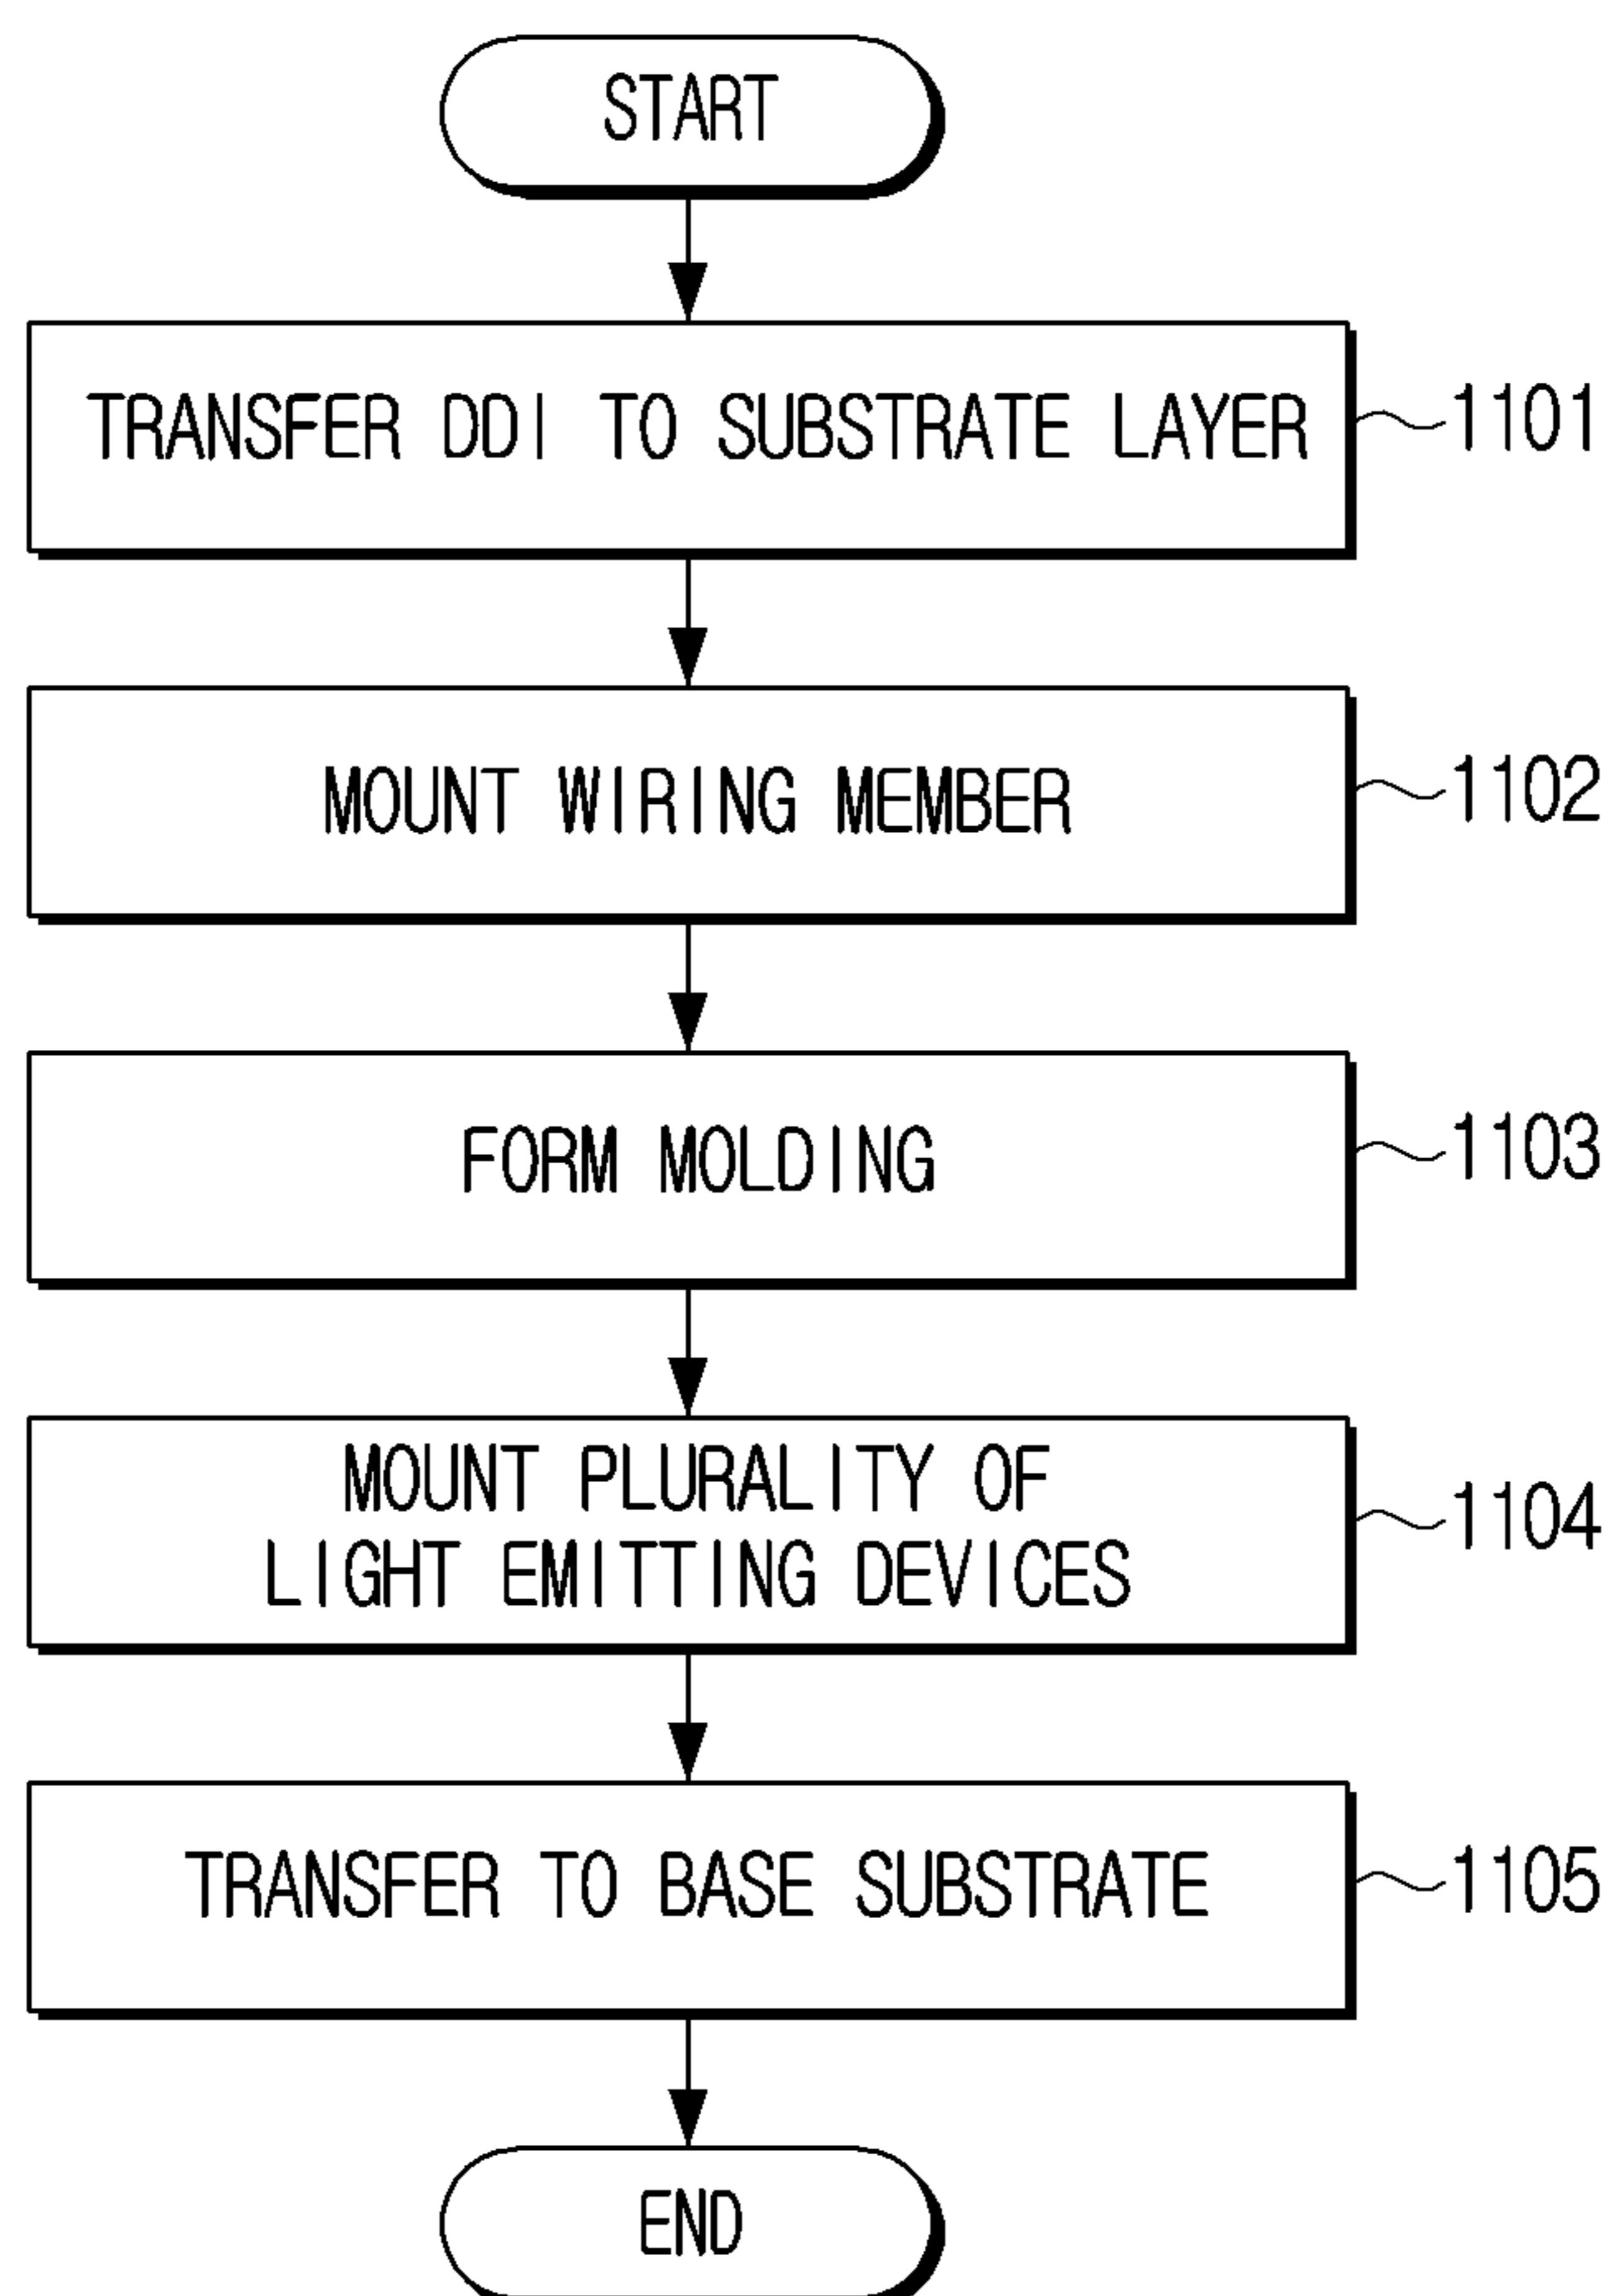 START
TRANSFER DDI TO SUBSTRATE LAYER
1101
MOUNT WIRING MEMBER
1102
FORM MOLDING
1103
MOUNT PLURALITY OF
LIGHT EMITTING DEVICES
1104
TRANSFER TO BASE SUBSTRATE
1105
END